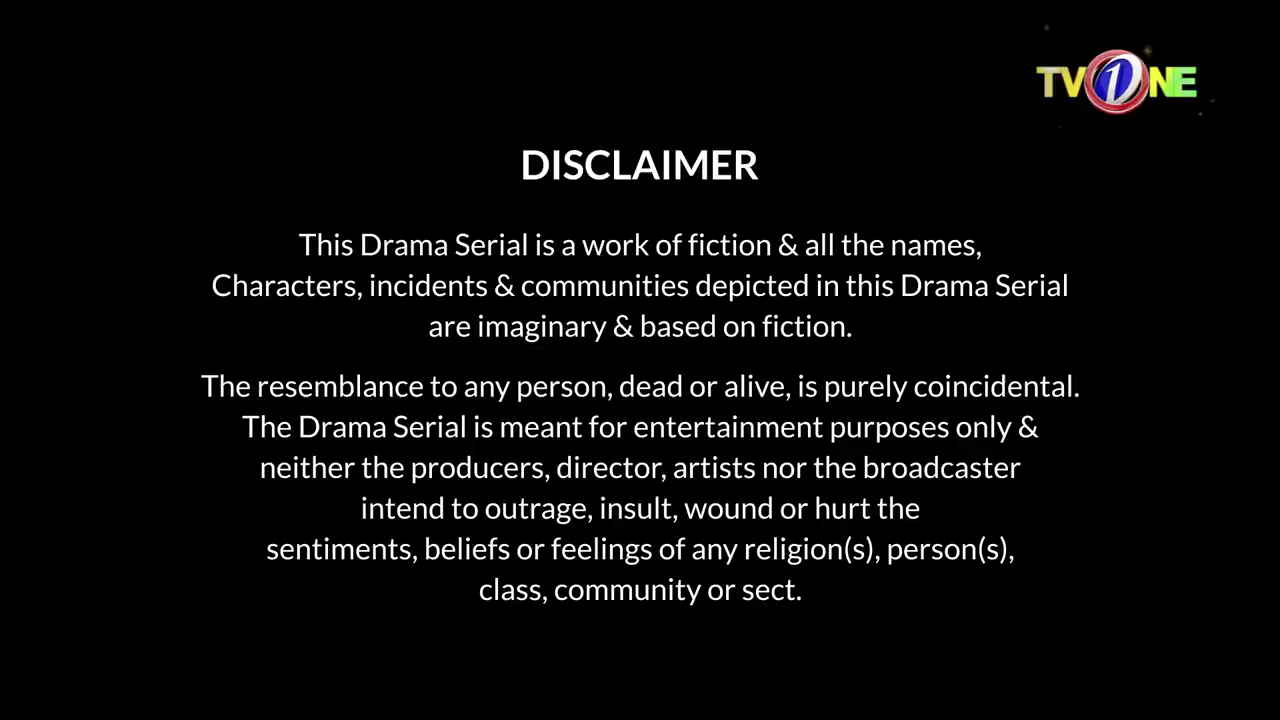 TV1ONE
DISCLAIMER
This Drama Serial is a work of fiction & all the names,
Characters, incidents & communities depicted in this Drama Serial
are imaginary & based on fiction.
The resemblance to any person, dead or alive, is purely coincidental.
The Drama Serial is meant for entertainment purposes only &
neither the producers, director, artists nor the broadcaster
intend to outrage, insult, wound or hurt the
sentiments, beliefs or feelings of any religion(s), person(s),
class, community or sect.